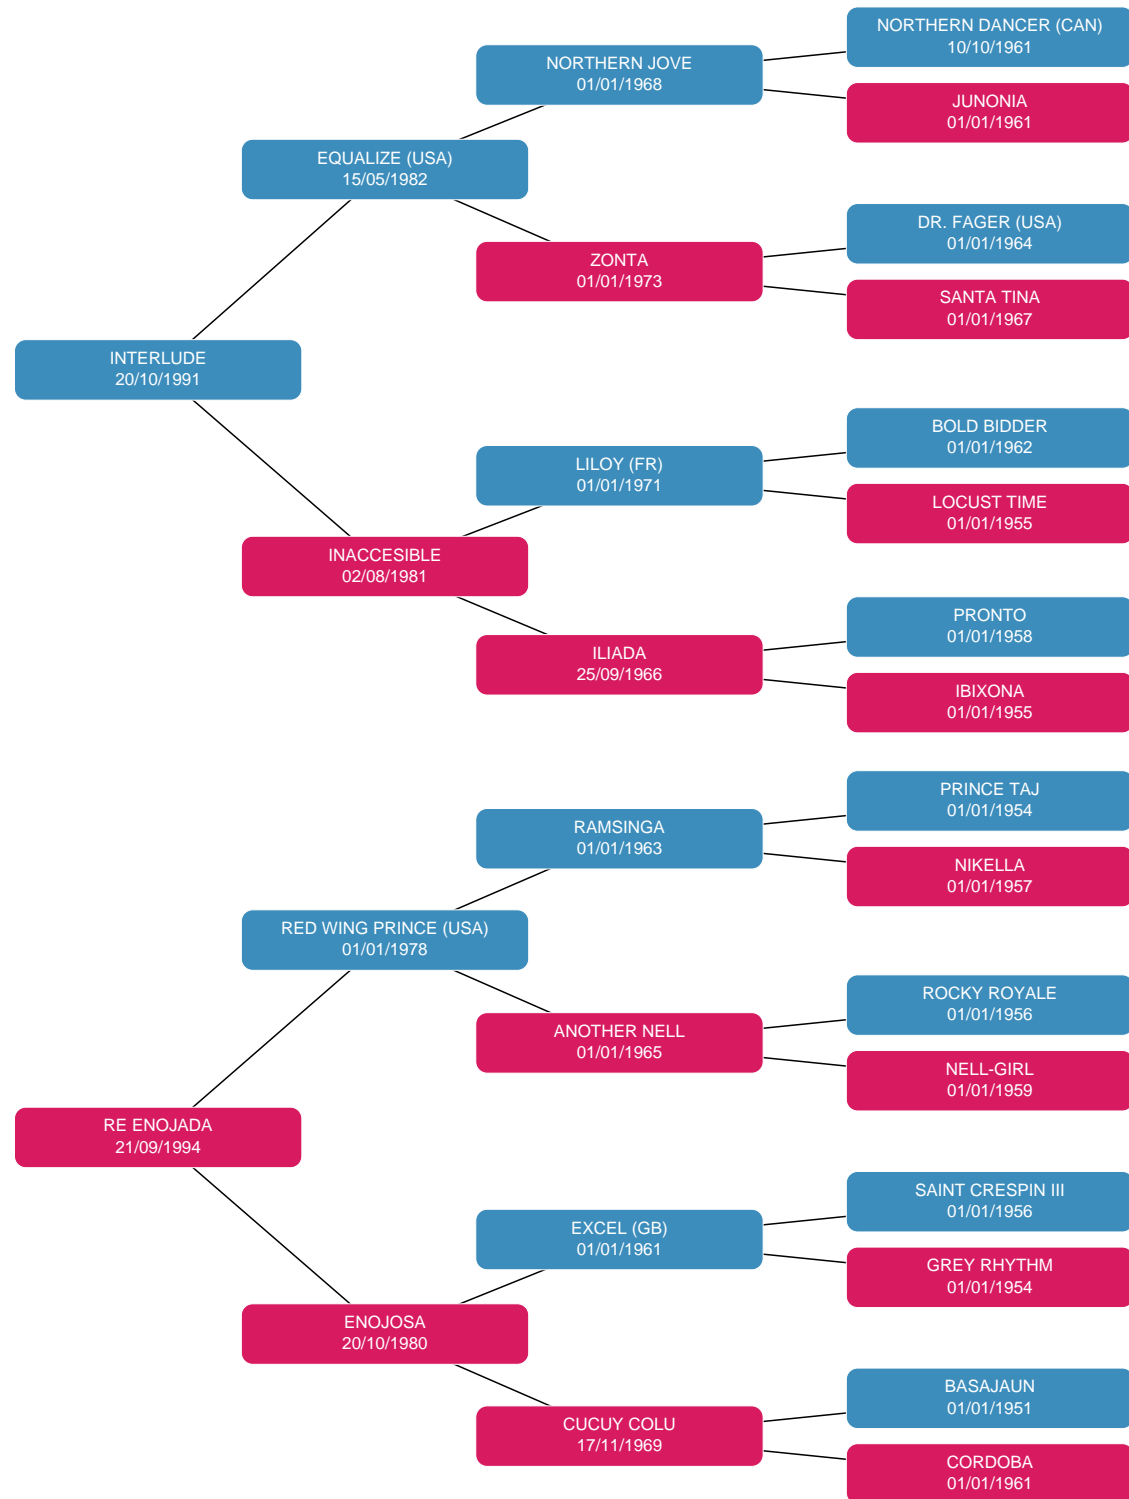 NORTHERN DANCER (CAN)
10/10/1961
NORTHERN JOVE
01/01/1968
JUNONIA
01/01/1961
EQUALIZE (USA)
15/05/1982
DR. FAGER (USA)
01/01/1964
ZONTA
01/01/1973
SANTA TINA
01/01/1967
INTERLUDE
20/10/1991
BOLD BIDDER
01/01/1962
LILOY (FR)
01/01/1971
LOCUST TIME
01/01/1955
INACCESIBLE
02/08/1981
PRONTO
01/01/1958
ILIADA
25/09/1966
IBIXONA
01/01/1955
PRINCE TAJ
01/01/1954
RAMSINGA
01/01/1963
NIKELLA
01/01/1957
RED WING PRINCE (USA)
01/01/1978
ROCKY ROYALE
01/01/1956
ANOTHER NELL
01/01/1965
NELL-GIRL
01/01/1959
RE ENOJADA
21/09/1994
SAINT CRESPIN III
01/01/1956
EXCEL (GB)
01/01/1961
GREY RHYTHM
01/01/1954
ENOJOSA
20/10/1980
BASAJAUN
01/01/1951
CUCUY COLU
17/11/1969
CORDOBA
01/01/1961